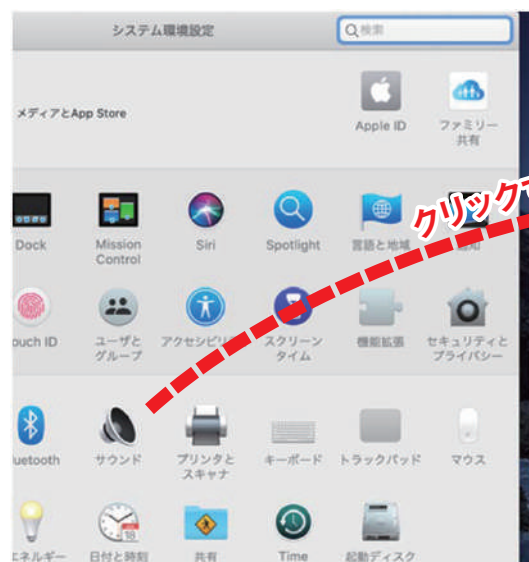 システム環境設定
検索
メディアとApp Store
Apple ID
ファミリー
共有
クリックで
Dock
Mission
Control
Siri
Spotlight
言語と地域
通知
ouch ID
ユーザと
グループ
アクセシビリ
スクリーン
タイム
機能拡張
セキュリティと
プライバシー
uetooth
サウンド
プリンタと
スキャナ
キーボード
トラックパッド
マウス
エネルギー
18
日付と時刻
共有
Time
起動ディスク